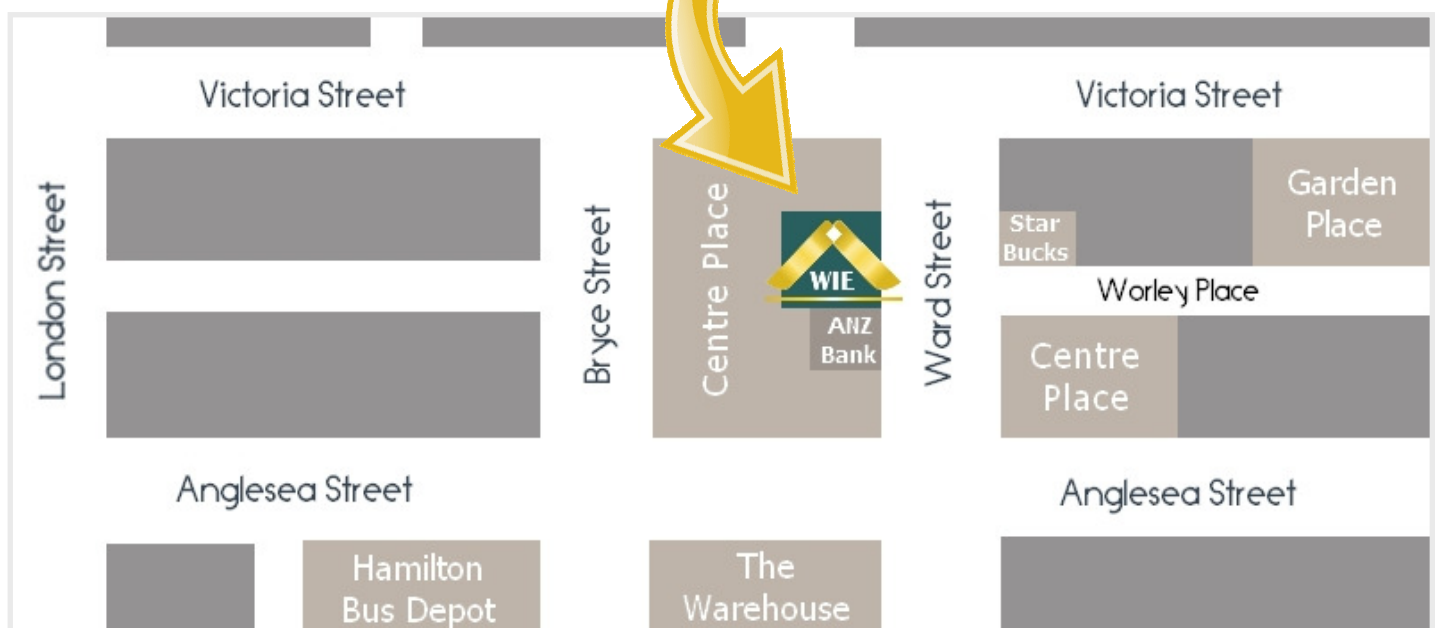 Victoria Street
Victoria Street
London Street
Bryce Street
Centre Place
WIE
ANZ
Bank
Ward Street
Star
Bucks
Garden
Place
Worley Place
Centre
Place
Anglesea Street
Anglesea Street
Hamilton
Bus Depot
The
Warehouse